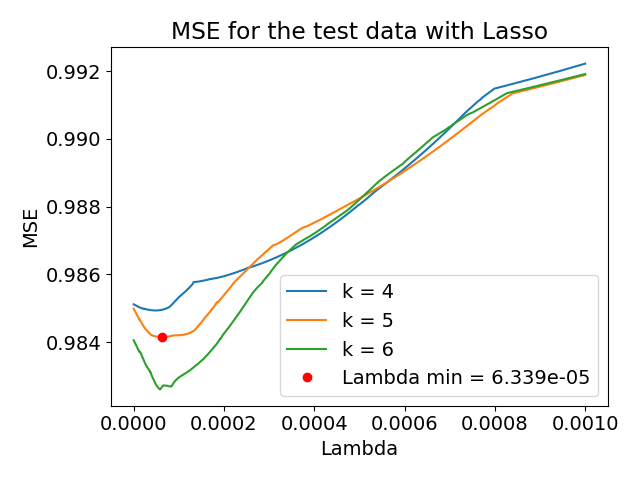 MSE for the test data with Lasso
0.992
0.990
0.988
0.986
0.984
MSE
k = 4
k = 5
k = 6
Lambda min = 6.339e-05
0.0000 0.0002 0.0004 0.0006 0.0008 0.0010
Lambda